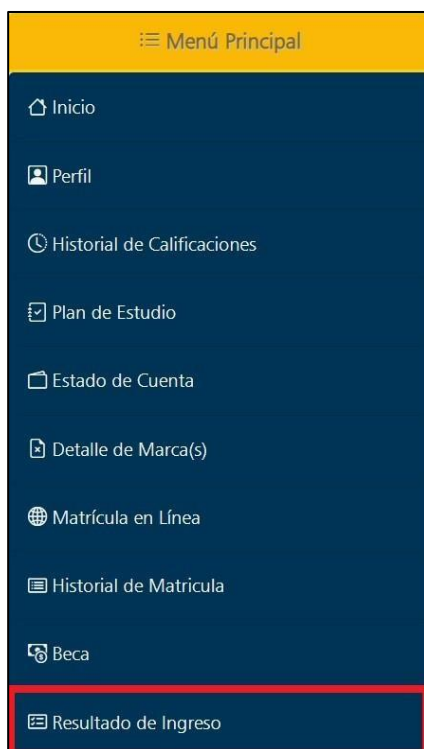 Menú Principal
Inicio
Perfil
Historial de Calificaciones
Plan de Estudio
Estado de Cuenta
Detalle de Marca(s)
Matrícula en Línea
Historial de Matricula
Beca
Resultado de Ingreso